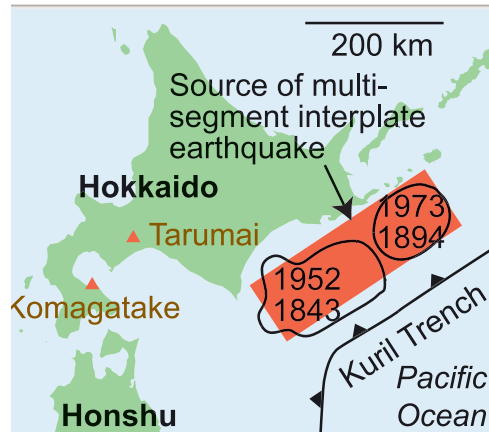 200 km
Source of multi-
segment interplate
earthquake
Hokkaido
1973
1894
Tarumai
1952
1843
Komagatake
Kuril Trench
Pacific
Ocean
Honshu